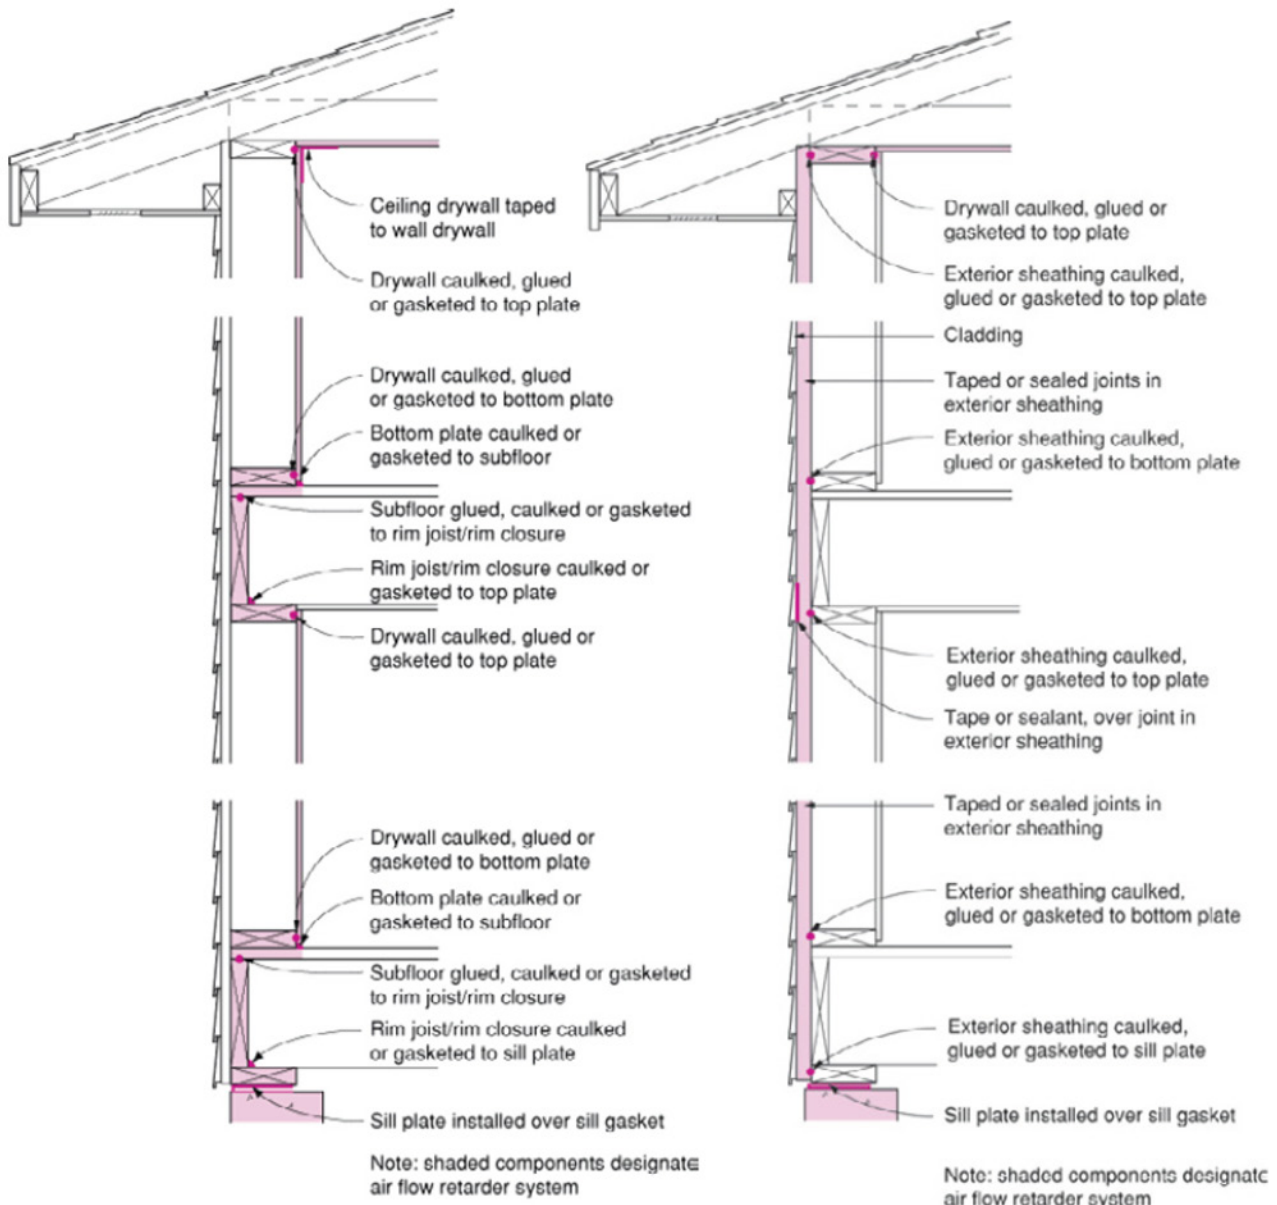 Ceiling drywall taped
to wall drywall
Drywall caulked, glued
or gasketed to top plate
Drywall caulked, glued
or gasketed to bottom plate
Bottom plate caulked or
gasketed to subfloor
Subfloor glued, caulked or gasketed
to rim joist/rim closure
Rim joist/rim closure caulked or
gasketed to top plate
Drywall caulked, glued or
gasketed to top plate
Drywall caulked, glued or
gasketed to bottom plate
Bottom plate caulked or
gasketed to subfloor
Subfloor glued, caulked or gasketed
to rim joist/rim closure
Rim joist/rim closure caulked
or gasketed to sill plate
Sill plate installed over sill gasket
Note: shaded components designate
air flow retarder system
Drywall caulked, glued or
gasketed to top plate
Exterior sheathing caulked,
glued or gasketed to top plate
Cladding
Taped or sealed joints in
exterior sheathing
Exterior sheathing caulked,
glued or gasketed to bottom plate
Exterior sheathing caulked,
glued or gasketed to top plate
Tape or sealant, over joint in
exterior sheathing
Taped or sealed joints in
exterior sheathing
Exterior sheathing caulked,
glued or gasketed to bottom plate
Exterior sheathing caulked,
glued or gasketed to sill plate
Sill plate installed over sill gasket
Note: shaded components designate
air flow retarder system